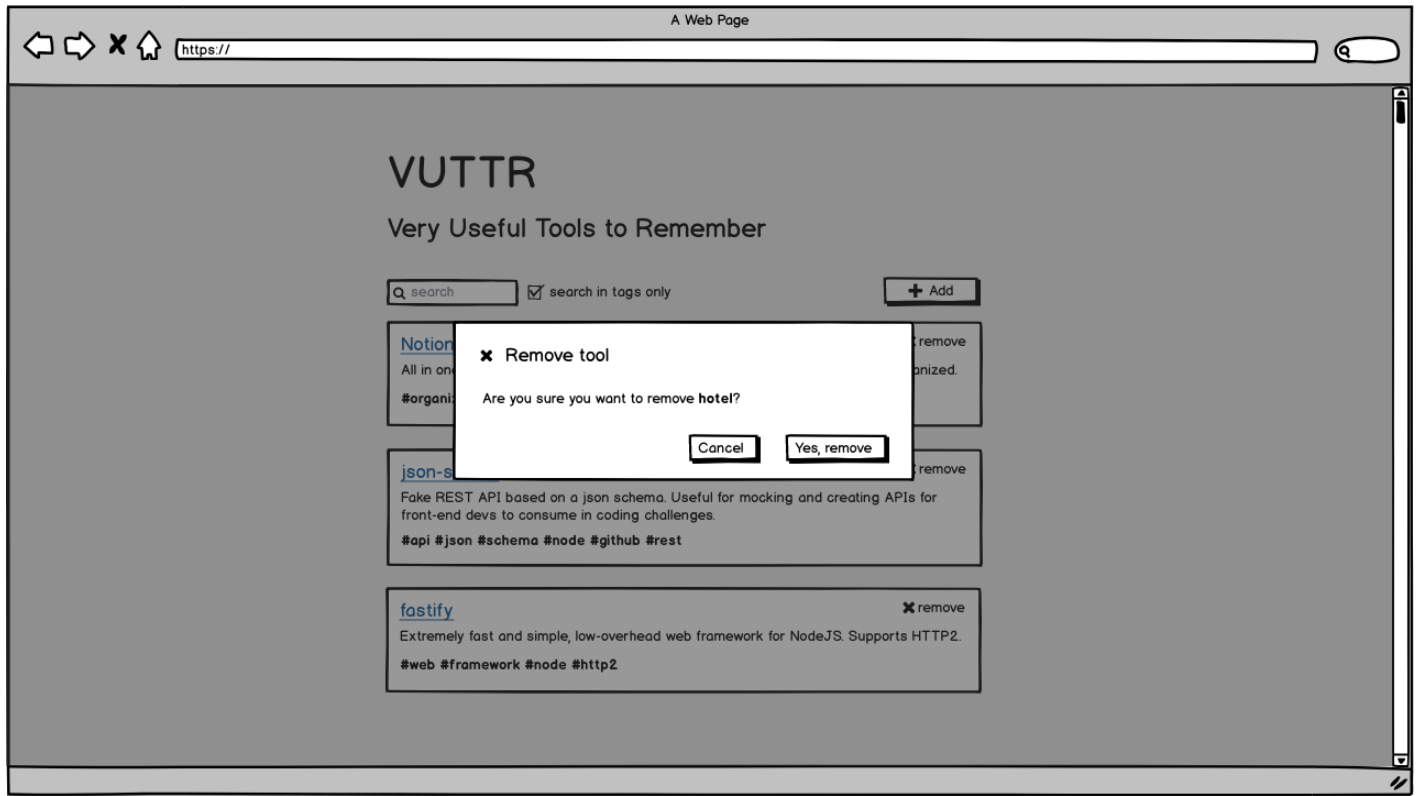 A Web Page
https://
VUTTR
Very Useful Tools to Remember
search
search in tags only
Add
Notion
remove
All in
anized.
Remove tool
Are you sure you want to remove hotel?
Cancel
Yes, remove
remove
Fake REST API based on a json schema. Useful for mocking and creating APIs for
front-end devs to consume in coding challenges.
#api #json #schema #node #github #rest
fastify
remove
Extremely fast and simple, low-overhead web framework for NodeJS. Supports HTTP2.
#web #framework #node #http2